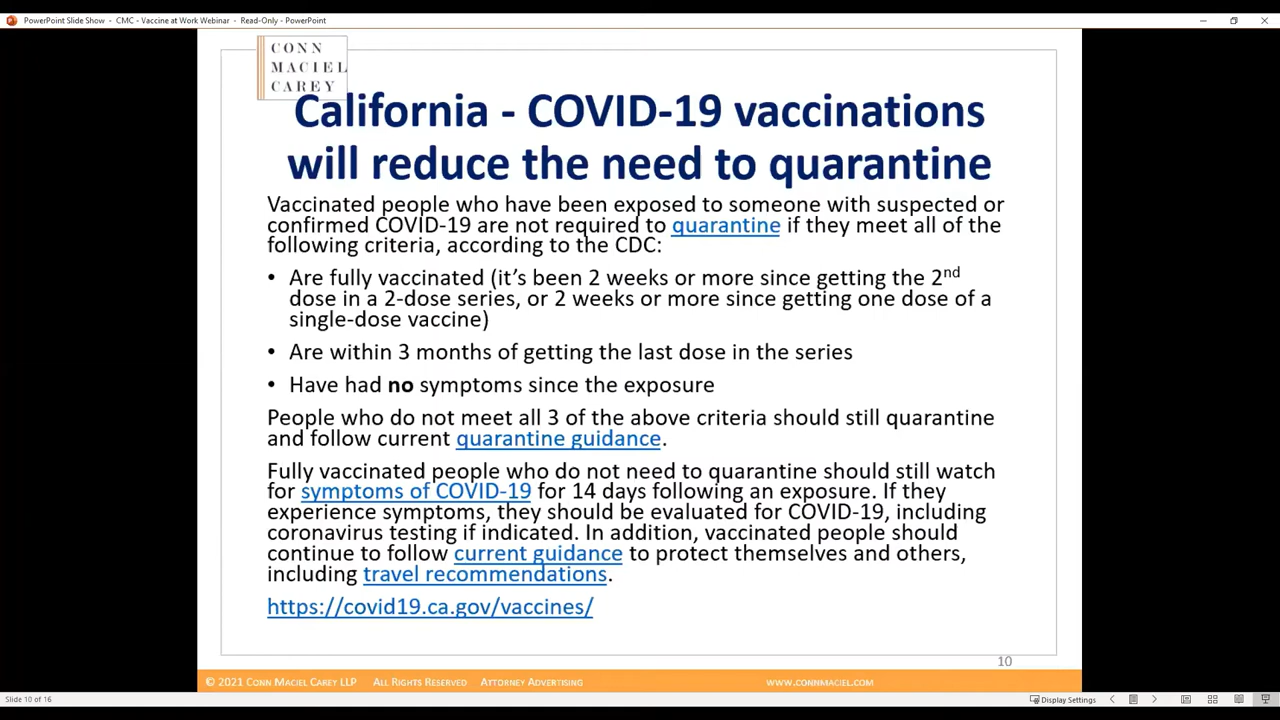 PowerPoint Slide Show - CMC - Vaccine at Work Webinar - Read-Only - PowerPoint
CONN
MACIEL
CAREY
California - COVID-19 vaccinations
will reduce the need to quarantine
Vaccinated people who have been exposed to someone with suspected or
confirmed COVID-19 are not required to quarantine if they meet all of the
following criteria, according to the CDC:
• Are fully vaccinated (it’s been 2 weeks or more since getting the 2nd
dose in a 2-dose series, or 2 weeks or more since getting one dose of a
single-dose vaccine)
• Are within 3 months of getting the last dose in the series
• Have had no symptoms since the exposure
People who do not meet all 3 of the above criteria should still quarantine
and follow current quarantine guidance.
Fully vaccinated people who do not need to quarantine should still watch
for symptoms of COVID-19 for 14 days following an exposure. If they
experience symptoms, they should be evaluated for COVID-19, including
coronavirus testing if indicated. In addition, vaccinated people should
continue to follow current guidance to protect themselves and others,
including travel recommendations.
https://covid19.ca.gov/vaccines/
10
© 2021 CONN MACIEL CAREY LLP ALL RIGHTS RESERVED ATTORNEY ADVERTISING WWW.CONNMACIEL.COM
Slide 10 of 16 Display Settings